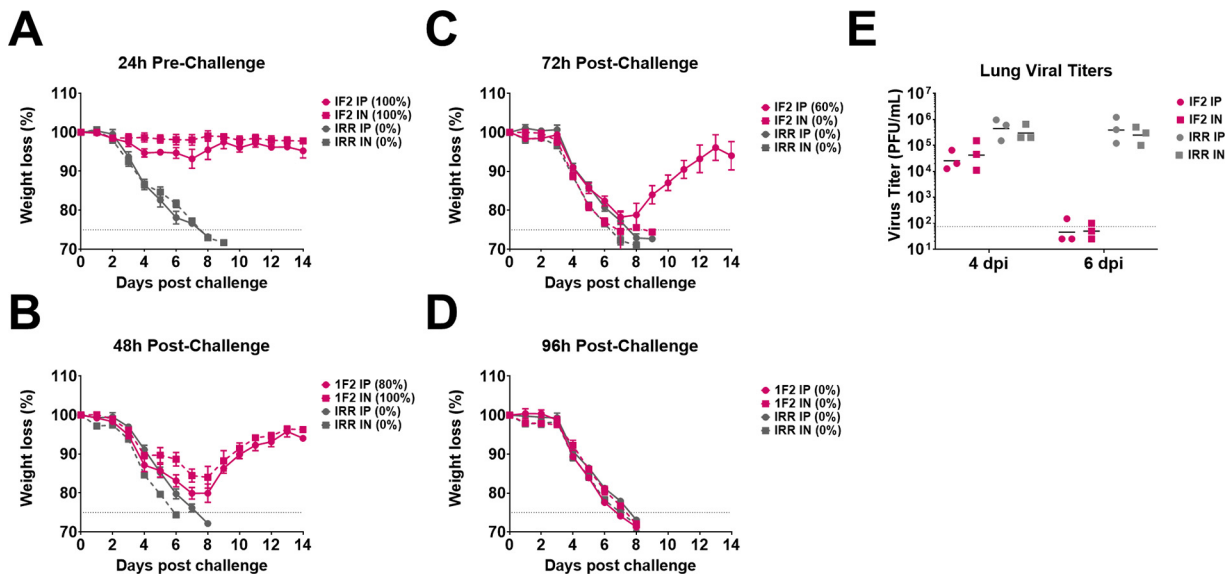 A
24h Pre-Challenge
Weight loss (%)
110
100
90
80
70
0 2 4 6 8 10 12 14
Days post challenge
IF2 IP (100%)
IF2 IN (100%)
IRR IP (0%)
IRR IN (0%)
B
48h Post-Challenge
Weight loss (%)
110
100
90
80
70
0 2 4 6 8 10 12 14
Days post challenge
1F2 IP (80%)
1F2 IN (100%)
IRR IP (0%)
IRR IN (0%)
C
72h Post-Challenge
Weight loss (%)
110
100
90
80
70
0 2 4 6 8 10 12 14
Days post challenge
IF2 IP (60%)
IF2 IN (0%)
IRR IP (0%)
IRR IN (0%)
D
96h Post-Challenge
Weight loss (%)
110
100
90
80
70
0 2 4 6 8 10 12 14
Days post challenge
1F2 IP (0%)
1F2 IN (0%)
IRR IP (0%)
IRR IN (0%)
E
Lung Viral Titers
Virus Titer (PFU/mL)
10⁷
10⁶
10⁵
10⁴
10³
10²
10¹
4 dpi 6 dpi
IF2 IP
IF2 IN
IRR IP
IRR IN